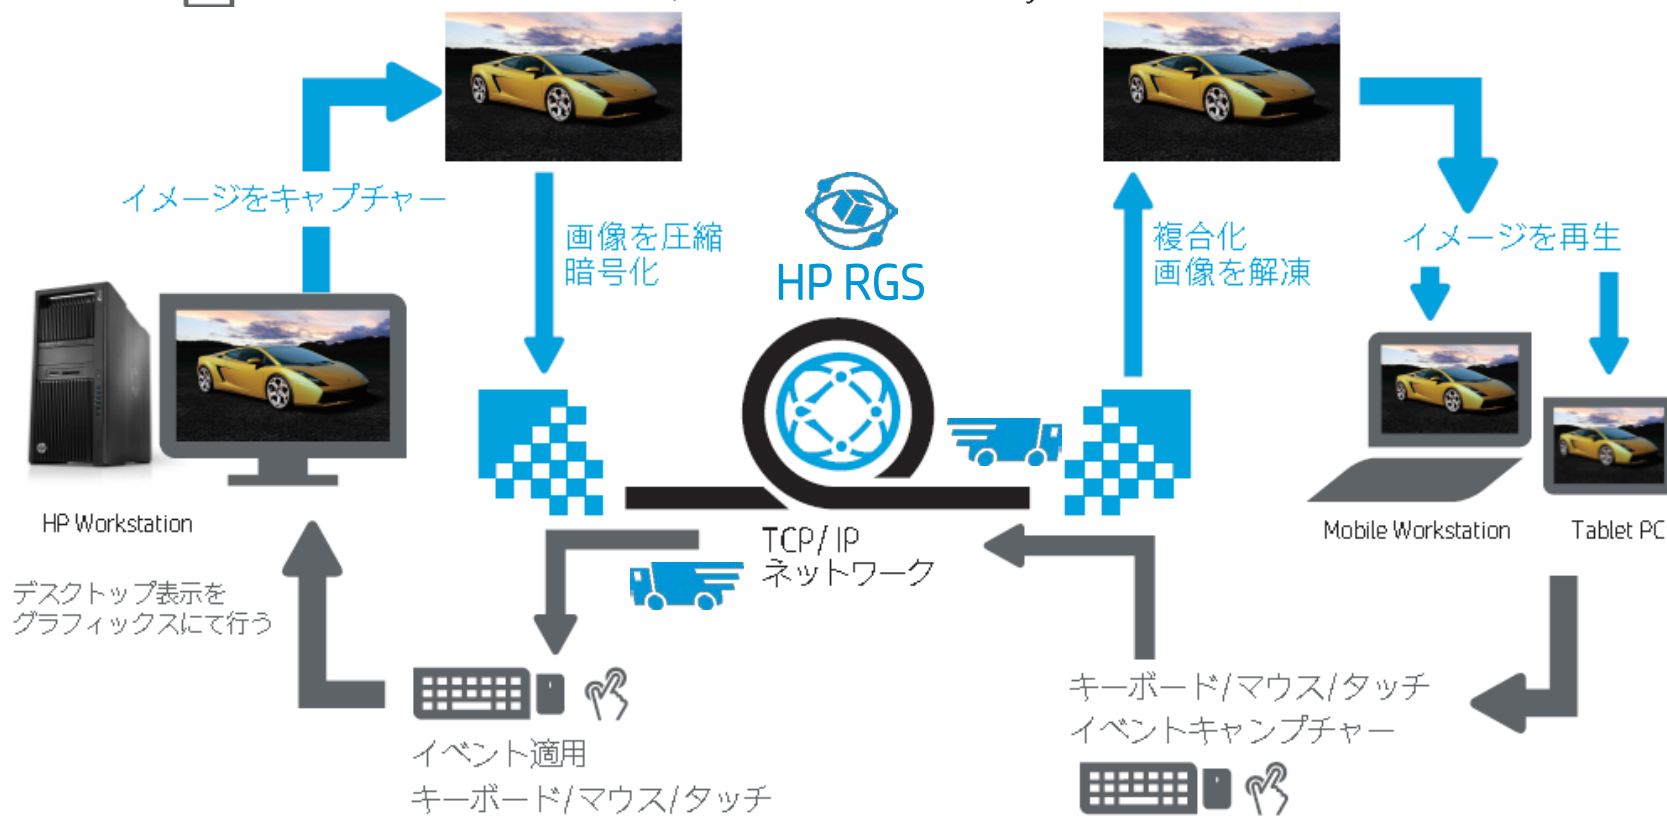 イメージをキャプチャー
画像を圧縮
暗号化
HP RGS
複合化
画像を解凍
イメージを再生
HP Workstation
TCP/IP
ネットワーク
Mobile Workstation
Tablet PC
デスクトップ表示を
グラフィックスにて行う
イベント適用
キーボード/マウス/タッチ
キーボード/マウス/タッチ
イベントキャンプチャー